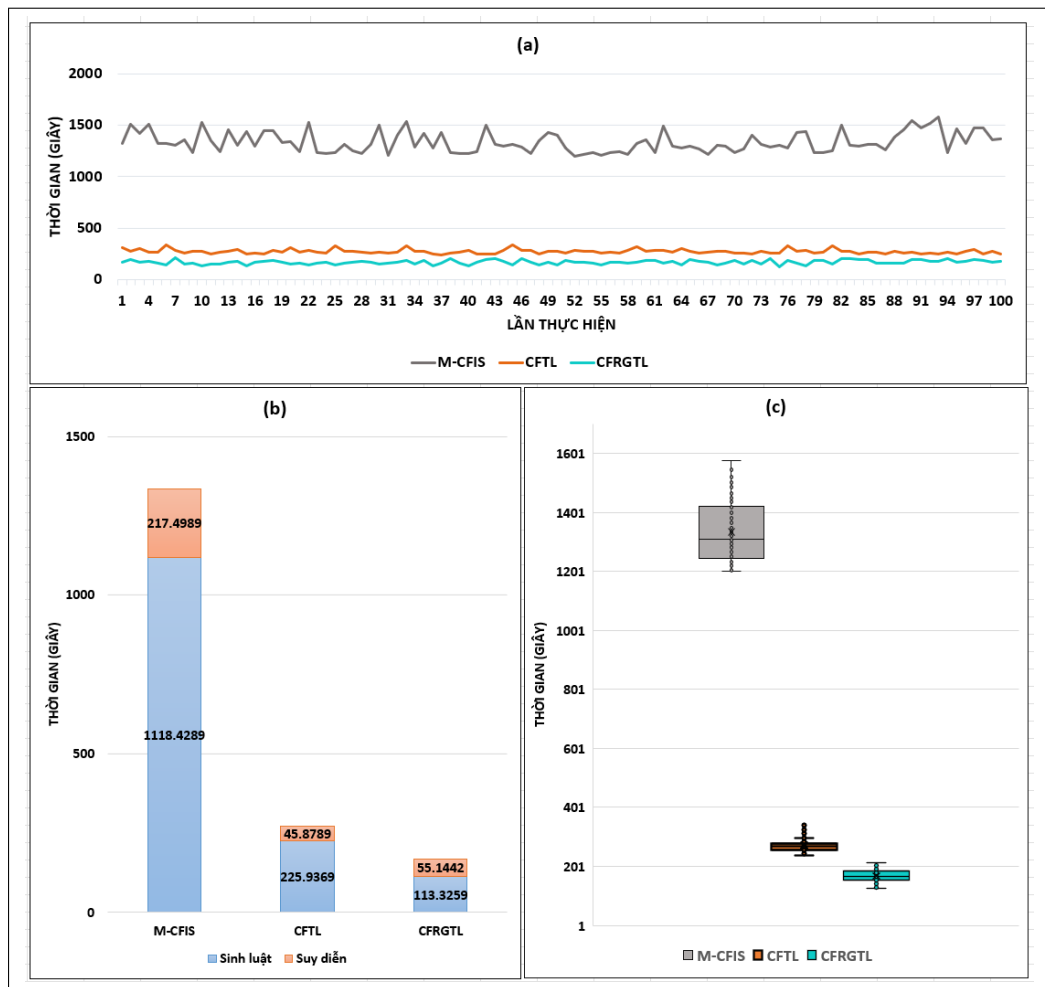 (a)
THỜI GIAN (GIÂY)
2000
1500
1000
500
0
1 4 7 10 13 16 19 22 25 28 31 34 37 40 43 46 49 52 55 58 61 64 67 70 73 76 79 82 85 88 91 94 97 100
LẦN THỰC HIỆN
M-CFIS CFTL CFRGTL
(b)
THỜI GIAN (GIÂY)
1500
1000
500
0
217.4989
1118.4289
45.8789
225.9369
55.1442
113.3259
M-CFIS CFTL CFRGTL
Sinh luật Suy diễn
(c)
THỜI GIAN (GIÂY)
1601
1401
1201
1001
801
601
401
201
1
M-CFIS CFTL CFRGTL